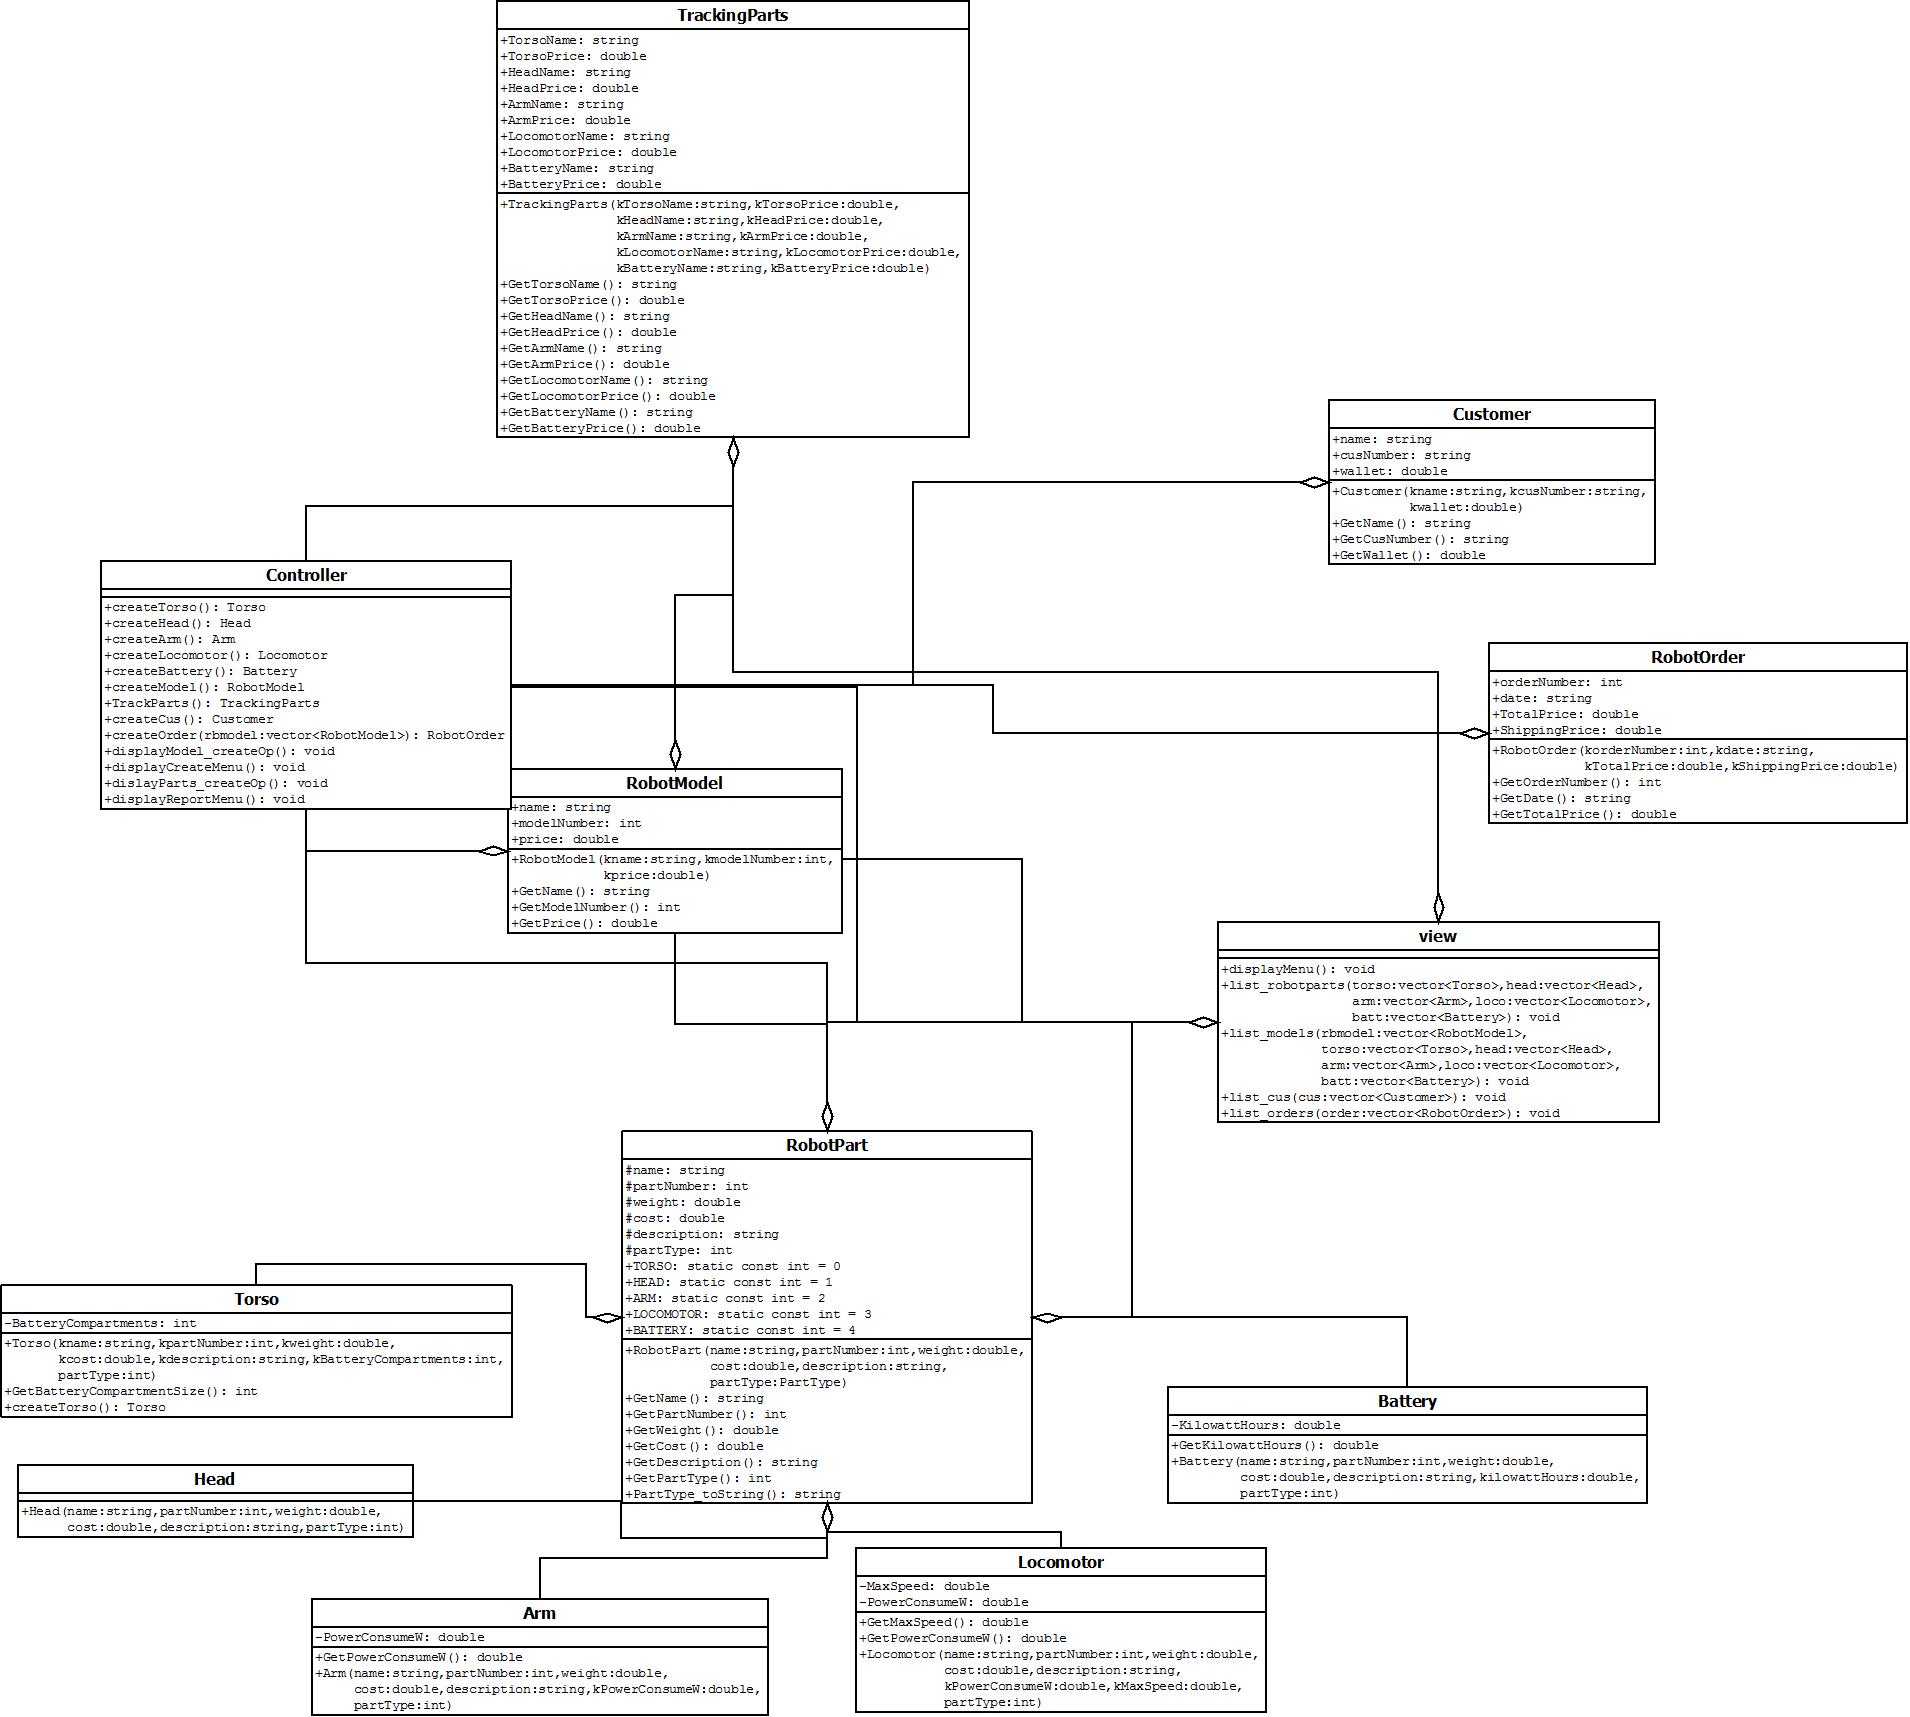 TrackingParts
+TorsoName: string
+TorsoPrice: double
+HeadName: string
+HeadPrice: double
+ArmName: string
+ArmPrice: double
+LocomotorName: string
+LocomotorPrice: double
+BatteryName: string
+BatteryPrice: double
+TrackingParts(kTorsoName:string,kTorsoPrice:double,
kHeadName:string,kHeadPrice:double,
kArmName:string,kArmPrice:double,
kLocomotorName:string,kLocomotorPrice:double,
kBatteryName:string,kBatteryPrice:double)
+GetTorsoName(): string
+GetTorsoPrice(): double
+GetHeadName(): string
+GetHeadPrice(): double
+GetArmName(): string
+GetArmPrice(): double
+GetLocomotorName(): string
+GetLocomotorPrice(): double
+GetBatteryName(): string
+GetBatteryPrice(): double
Customer
+name: string
+cusNumber: string
+wallet: double
+Customer(kname:string,kcusNumber:string,
kwallet:double)
+GetName(): string
+GetCusNumber(): string
+GetWallet(): double
Controller
+createTorso(): Torso
+createHead(): Head
+createArm(): Arm
+createLocomotor(): Locomotor
+createBattery(): Battery
+createModel(): RobotModel
+TrackParts(): TrackingParts
+createCus(): Customer
+createOrder(rbmodel:vector<RobotModel>): RobotOrder
+displayModel_createOp(): void
+displayCreateMenu(): void
+dislayParts_createOp(): void
+displayReportMenu(): void
RobotOrder
+orderNumber: int
+date: string
+TotalPrice: double
+ShippingPrice: double
+RobotOrder(korderNumber:int,kdate:string,
kTotalPrice:double,kShippingPrice:double)
+GetOrderNumber(): int
+GetDate(): string
+GetTotalPrice(): double
RobotModel
+name: string
+modelNumber: int
+price: double
+RobotModel(kname:string,kmodelNumber:int,
kprice:double)
+GetName(): string
+GetModelNumber(): int
+GetPrice(): double
view
+displayMenu(): void
+list_robotparts(torso:vector<Torso>,head:vector<Head>,
arm:vector<Arm>,loco:vector<Locomotor>,
batt:vector<Battery>): void
+list_models(rbmodel:vector<RobotModel>,
torso:vector<Torso>,head:vector<Head>,
arm:vector<Arm>,loco:vector<Locomotor>,
batt:vector<Battery>): void
+list_cus(cus:vector<Customer>): void
+list_orders(order:vector<RobotOrder>): void
RobotPart
#name: string
#partNumber: int
#weight: double
#cost: double
#description: string
#partType: int
+TORSO: static const int = 0
+HEAD: static const int = 1
+ARM: static const int = 2
+LOCOMOTOR: static const int = 3
+BATTERY: static const int = 4
+RobotPart(name:string,partNumber:int,weight:double,
cost:double,description:string,
partType:PartType)
+GetName(): string
+GetPartNumber(): int
+GetWeight(): double
+GetCost(): double
+GetDescription(): string
+GetPartType(): int
+PartType_toString(): string
Torso
-BatteryCompartments: int
+Torso(kname:string,kpartNumber:int,kweight:double,
kcost:double,kdescription:string,kBatteryCompartments:int,
partType:int)
+GetBatteryCompartmentSize(): int
+createTorso(): Torso
Battery
-KilowattHours: double
+GetKilowattHours(): double
+Battery(name:string,partNumber:int,weight:double,
cost:double,description:string,kilowattHours:double,
partType:int)
Head
+Head(name:string,partNumber:int,weight:double,
cost:double,description:string,partType:int)
Arm
-PowerConsumeW: double
+GetPowerConsumeW(): double
+Arm(name:string,partNumber:int,weight:double,
cost:double,description:string,kPowerConsumeW:double,
partType:int)
Locomotor
-MaxSpeed: double
-PowerConsumeW: double
+GetMaxSpeed(): double
+GetPowerConsumeW(): double
+Locomotor(name:string,partNumber:int,weight:double,
cost:double,description:string,
kPowerConsumeW:double,kMaxSpeed:double,
partType:int)